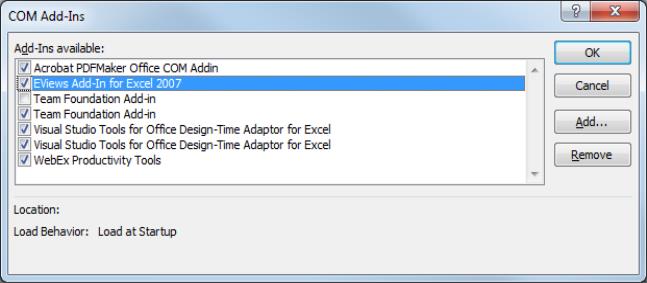 COM Add-Ins
Add-Ins available:
Acrobat PDFMaker Office COM Addin
EViews Add-In for Excel 2007
Team Foundation Add-in
Team Foundation Add-in
Visual Studio Tools for Office Design-Time Adaptor for Excel
Visual Studio Tools for Office Design-Time Adaptor for Excel
WebEx Productivity Tools
OK
Cancel
Add...
Remove
Location:
Load Behavior: Load at Startup